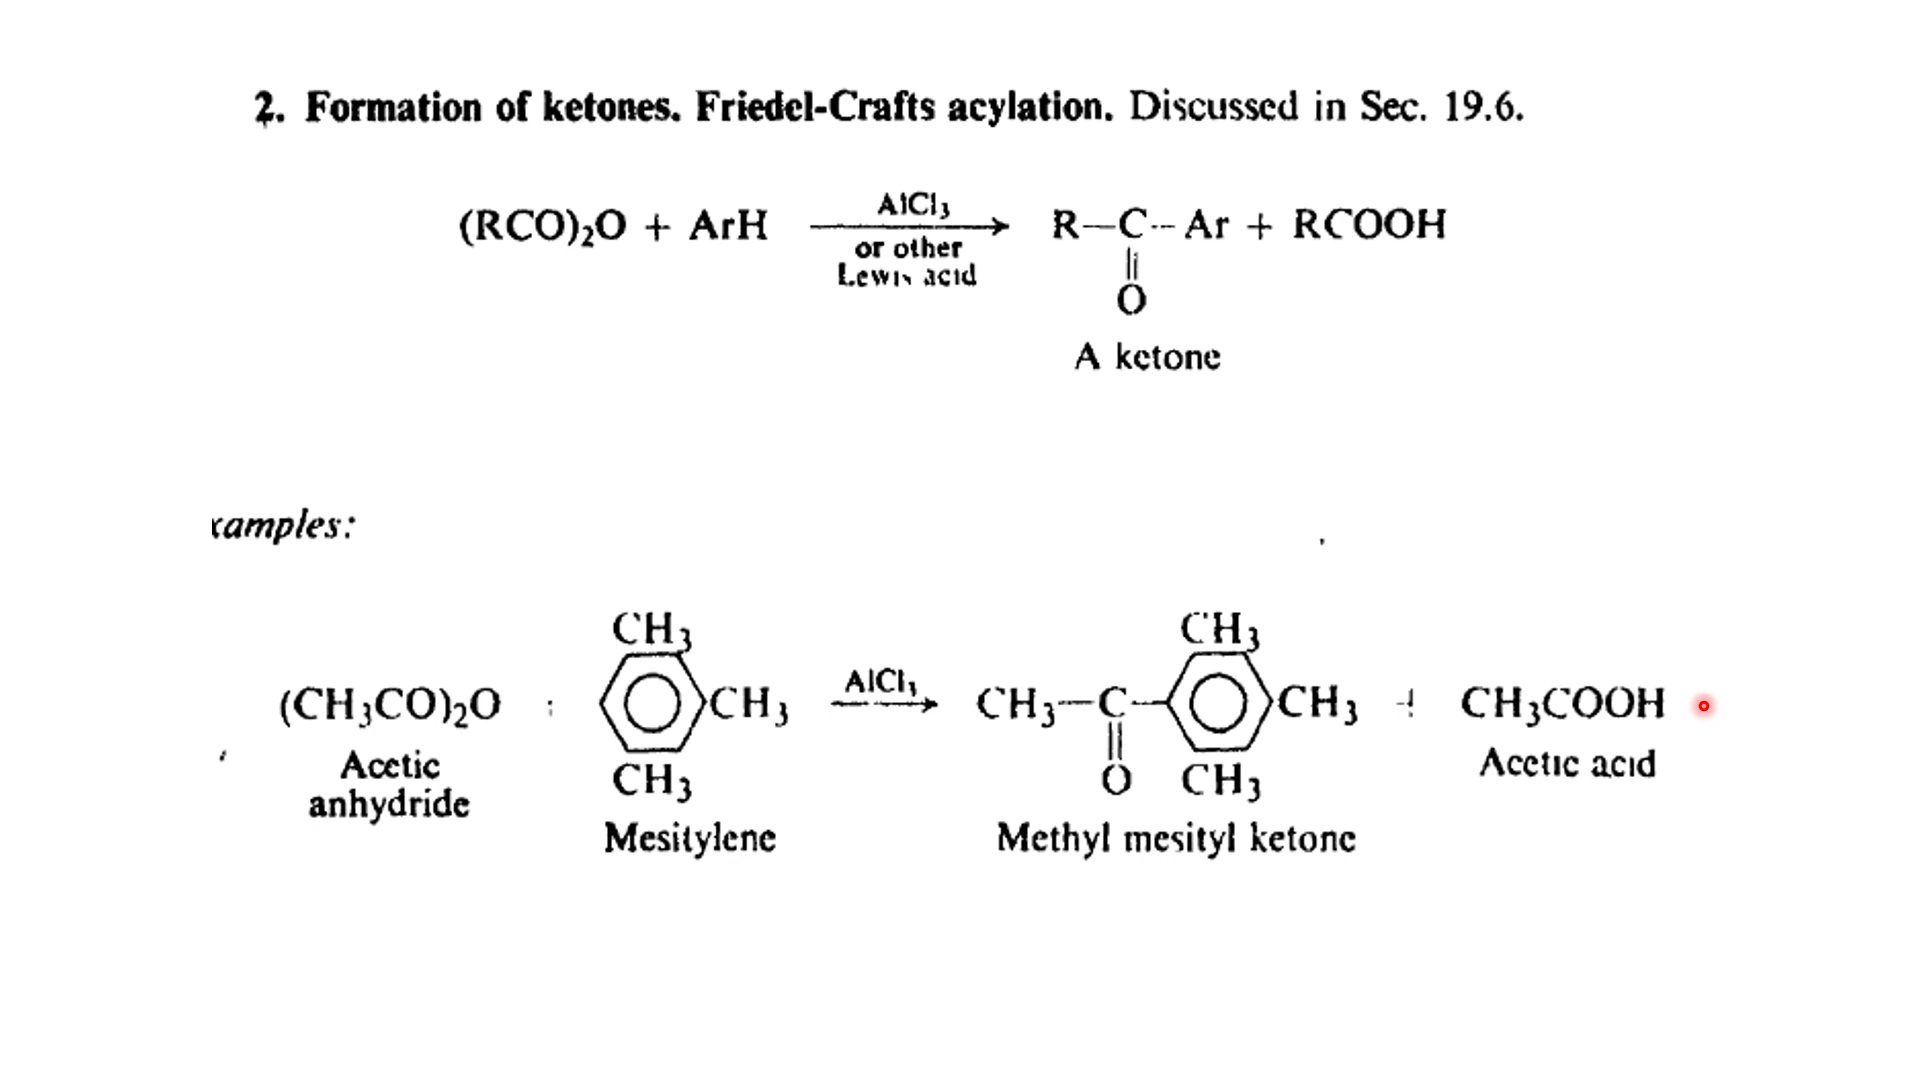 2. Formation of ketones. Friedel-Crafts acylation. Discussed in Sec. 19.6.
AlCl₃
(RCO)₂O + ArH ⟶ R—C—Ar + RCOOH
or other
Lewis acid
||
O
A ketone
xamples:
CH₃ CH₃
(CH₃CO)₂O CH₃ AlCl₃ ⟶ CH₃—C— CH₃ + CH₃COOH
||
Acetic CH₃ O CH₃ Acetic acid
anhydride
Mesitylene Methyl mesityl ketone